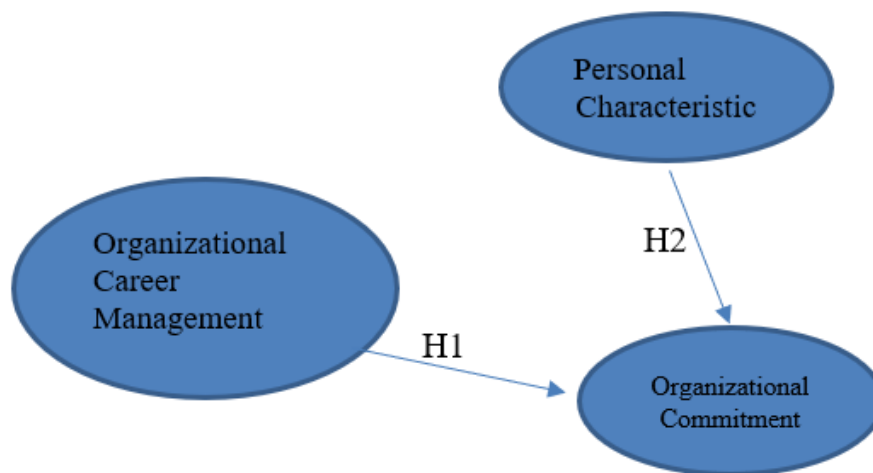 Personal
Characteristic
Organizational
Career
Management
H2
H1
Organizational
Commitment